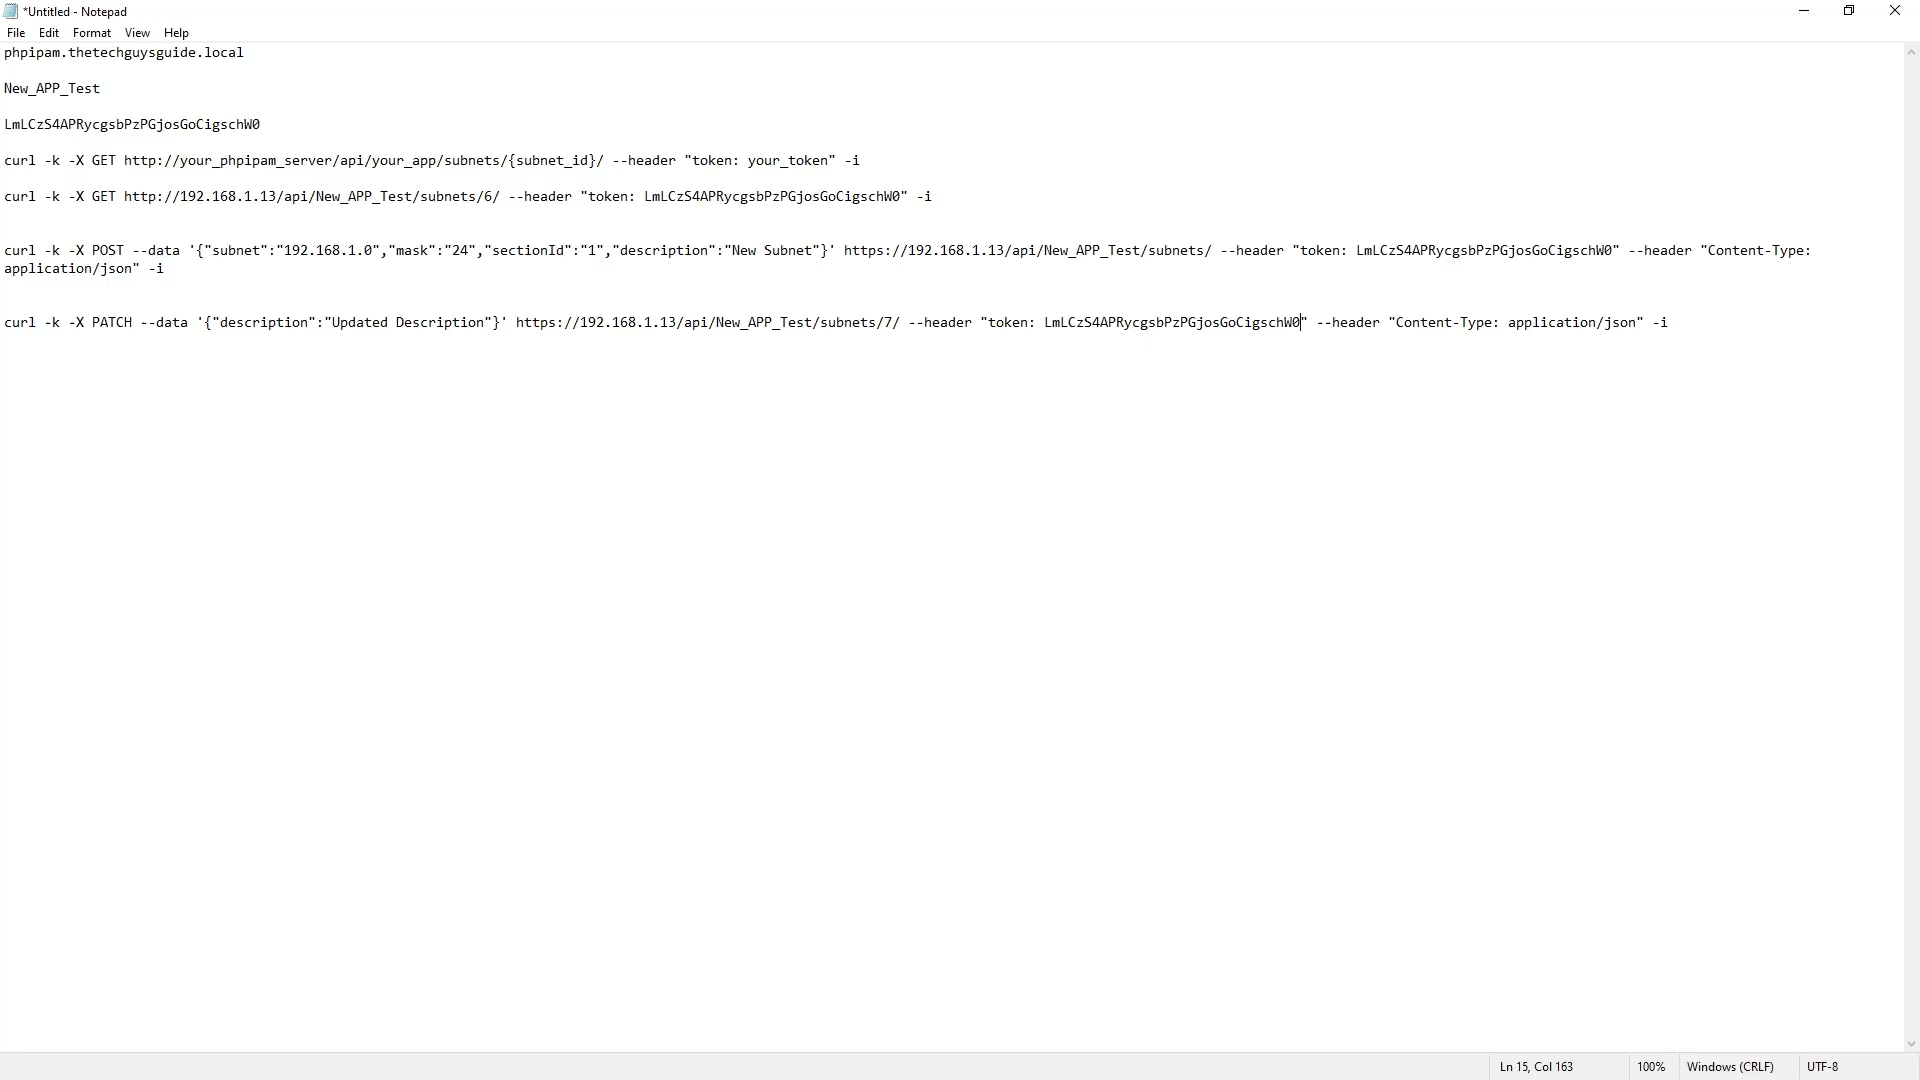 *Untitled - Notepad
File Edit Format View Help
phpipam.thetechguysguide.local
New_APP_Test
LmLCzS4APRycgsbPzPGjosGoCigschW0
curl -k -X GET http://your_phpipam_server/api/your_app/subnets/{subnet_id}/ --header "token: your_token" -i
curl -k -X GET http://192.168.1.13/api/New_APP_Test/subnets/6/ --header "token: LmLCzS4APRycgsbPzPGjosGoCigschW0" -i
curl -k -X POST --data '{"subnet":"192.168.1.0","mask":"24","sectionId":"1","description":"New Subnet"}' https://192.168.1.13/api/New_APP_Test/subnets/ --header "token: LmLCzS4APRycgsbPzPGjosGoCigschW0" --header "Content-Type:
application/json" -i
curl -k -X PATCH --data '{"description":"Updated Description"}' https://192.168.1.13/api/New_APP_Test/subnets/7/ --header "token: LmLCzS4APRycgsbPzPGjosGoCigschW0" --header "Content-Type: application/json" -i
Ln 15, Col 163 100% Windows (CRLF) UTF-8